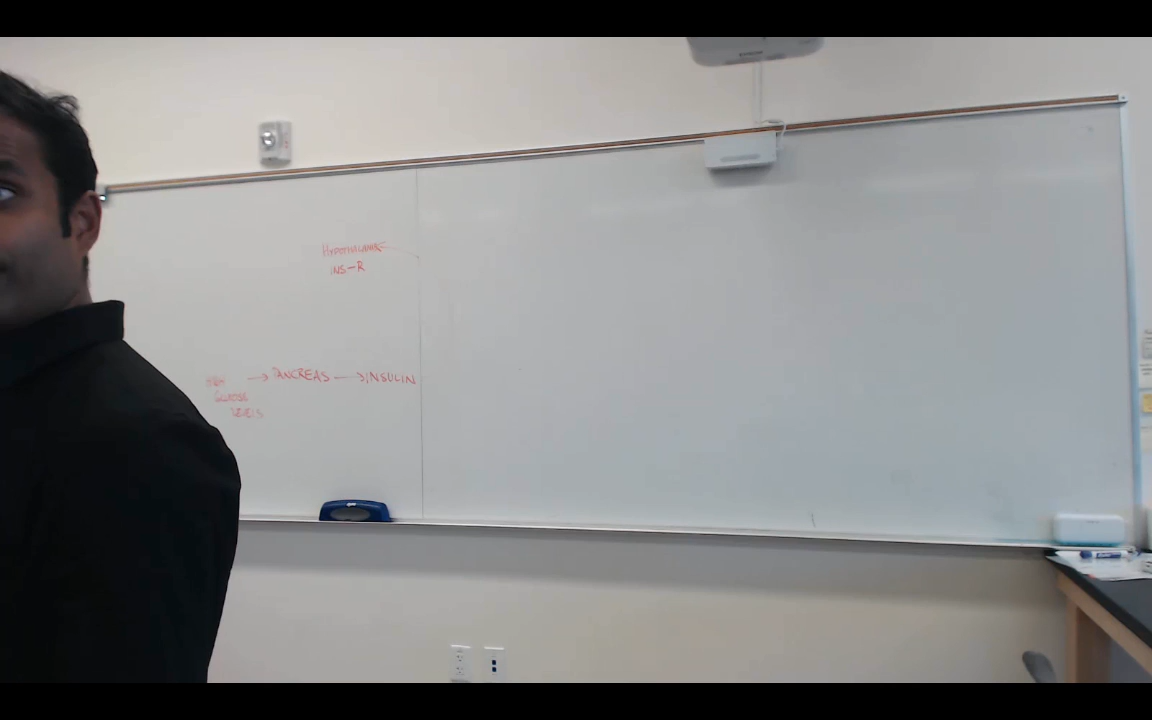 HYPOTHALAMUS
INS-R
HIGH → PANCREAS → INSULIN
GLUCOSE
LEVELS